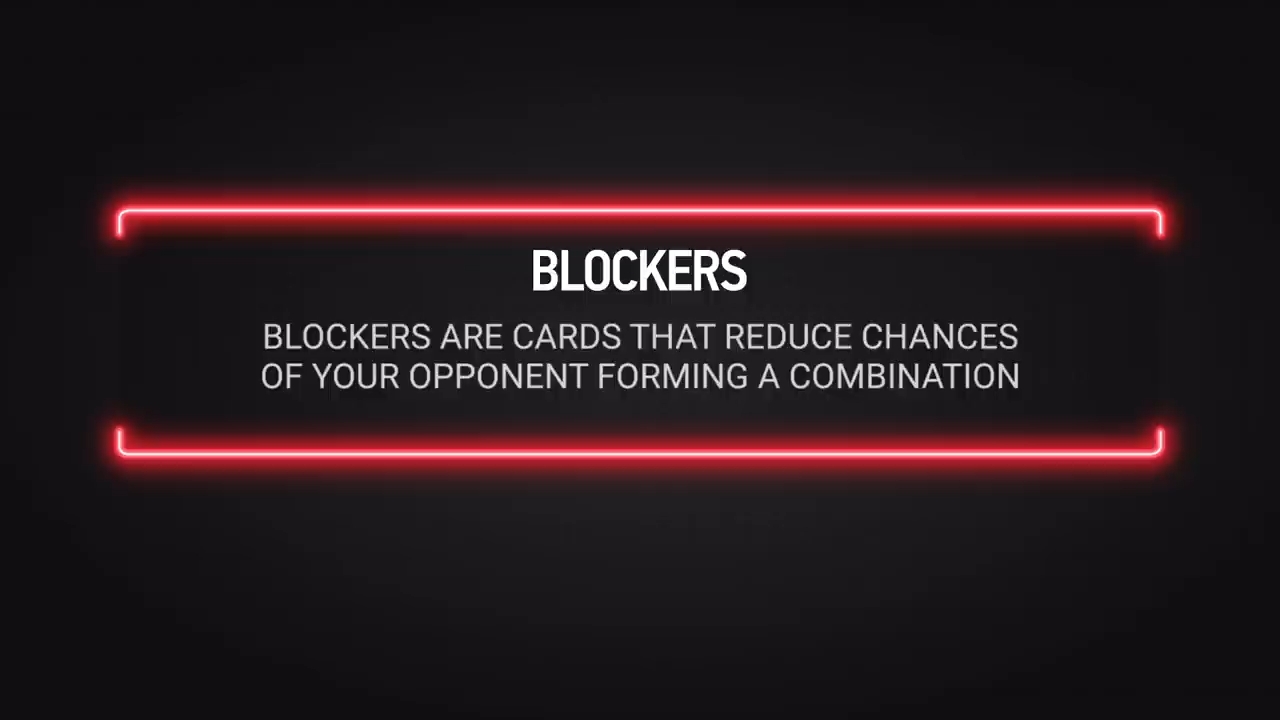 BLOCKERS
BLOCKERS ARE CARDS THAT REDUCE CHANCES
OF YOUR OPPONENT FORMING A COMBINATION